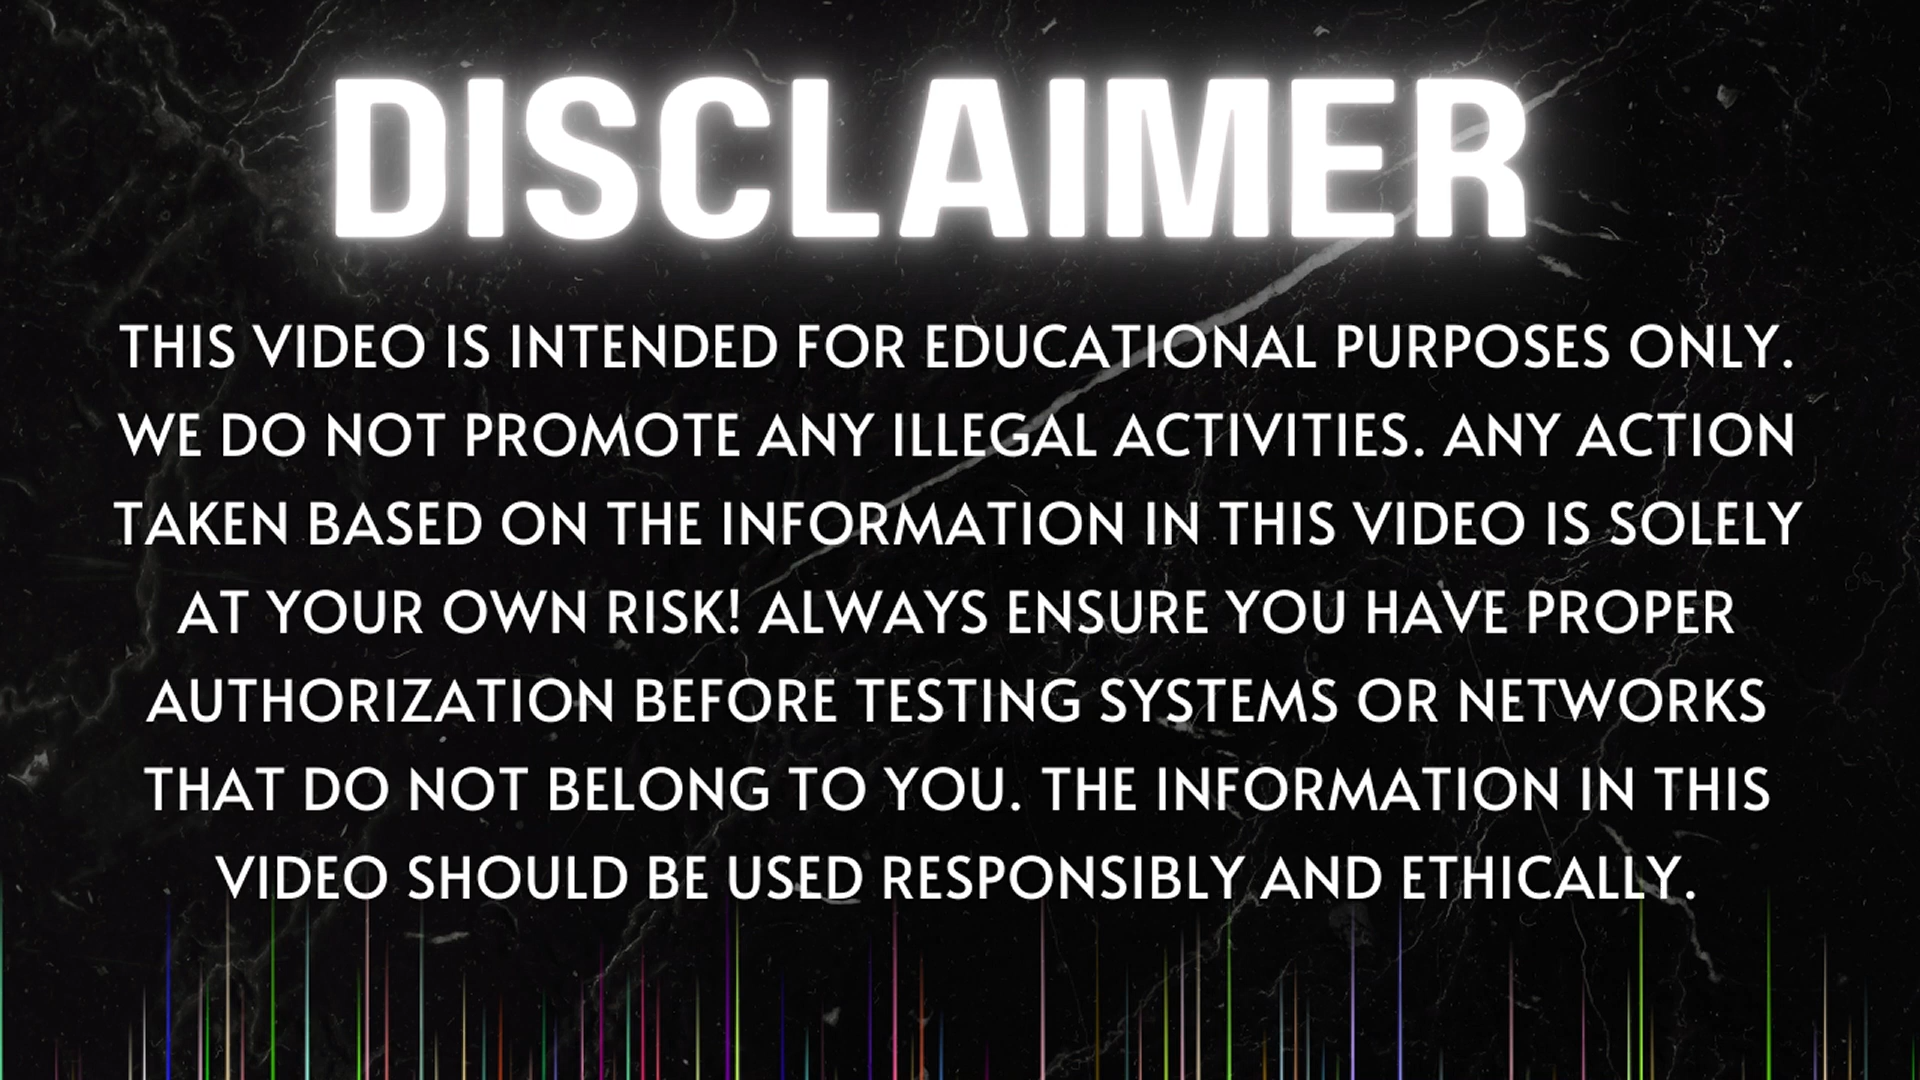 DISCLAIMER
THIS VIDEO IS INTENDED FOR EDUCATIONAL PURPOSES ONLY.
WE DO NOT PROMOTE ANY ILLEGAL ACTIVITIES. ANY ACTION
TAKEN BASED ON THE INFORMATION IN THIS VIDEO IS SOLELY
AT YOUR OWN RISK! ALWAYS ENSURE YOU HAVE PROPER
AUTHORIZATION BEFORE TESTING SYSTEMS OR NETWORKS
THAT DO NOT BELONG TO YOU. THE INFORMATION IN THIS
VIDEO SHOULD BE USED RESPONSIBLY AND ETHICALLY.